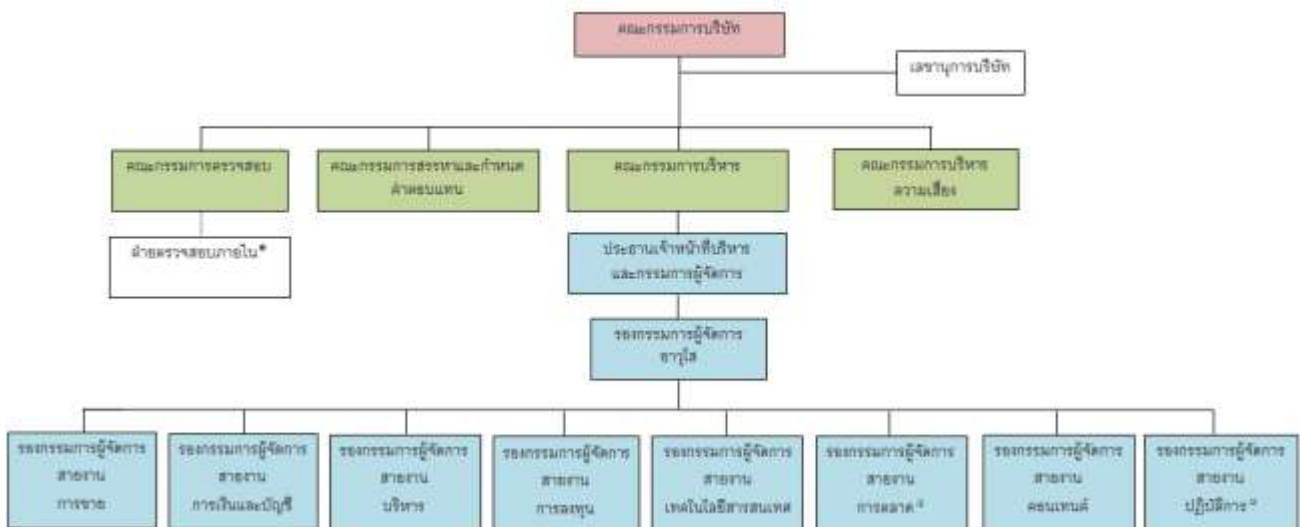 คณะกรรมการบริษัท
เลขานุการบริษัท
คณะกรรมการตรวจสอบ
คณะกรรมการสรรหาและกำหนด
ค่าตอบแทน
คณะกรรมการบริหาร
คณะกรรมการบริหาร
ความเสี่ยง
ฝ่ายตรวจสอบภายใน*
ประธานเจ้าหน้าที่บริหาร
และกรรมการผู้จัดการ
รองกรรมการผู้จัดการ
อาวุโส
รองกรรมการผู้จัดการ
สายงาน
การขาย
รองกรรมการผู้จัดการ
สายงาน
การเงินและบัญชี
รองกรรมการผู้จัดการ
สายงาน
บริหาร
รองกรรมการผู้จัดการ
สายงาน
การลงทุน
รองกรรมการผู้จัดการ
สายงาน
เทคโนโลยีสารสนเทศ
รองกรรมการผู้จัดการ
สายงาน
การตลาด
รองกรรมการผู้จัดการ
สายงาน
คอนเทนต์
รองกรรมการผู้จัดการ
สายงาน
ปฏิบัติการ